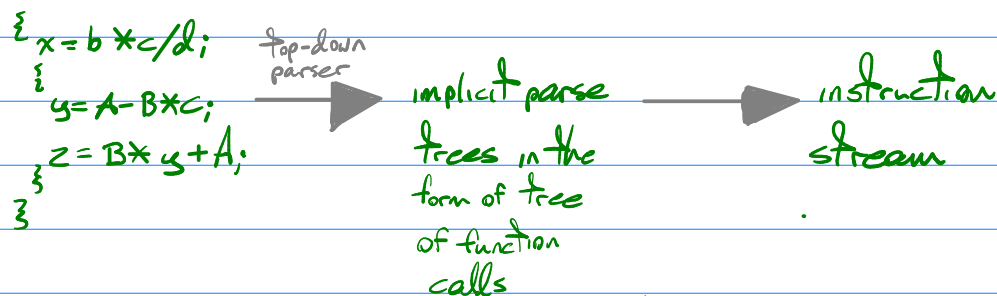 { x = b * c/d;
{
y = A - B * c;
z = B * y + A;
}
}
top-down
parser
implicit parse
trees in the
form of tree
of function
calls
instruction
stream